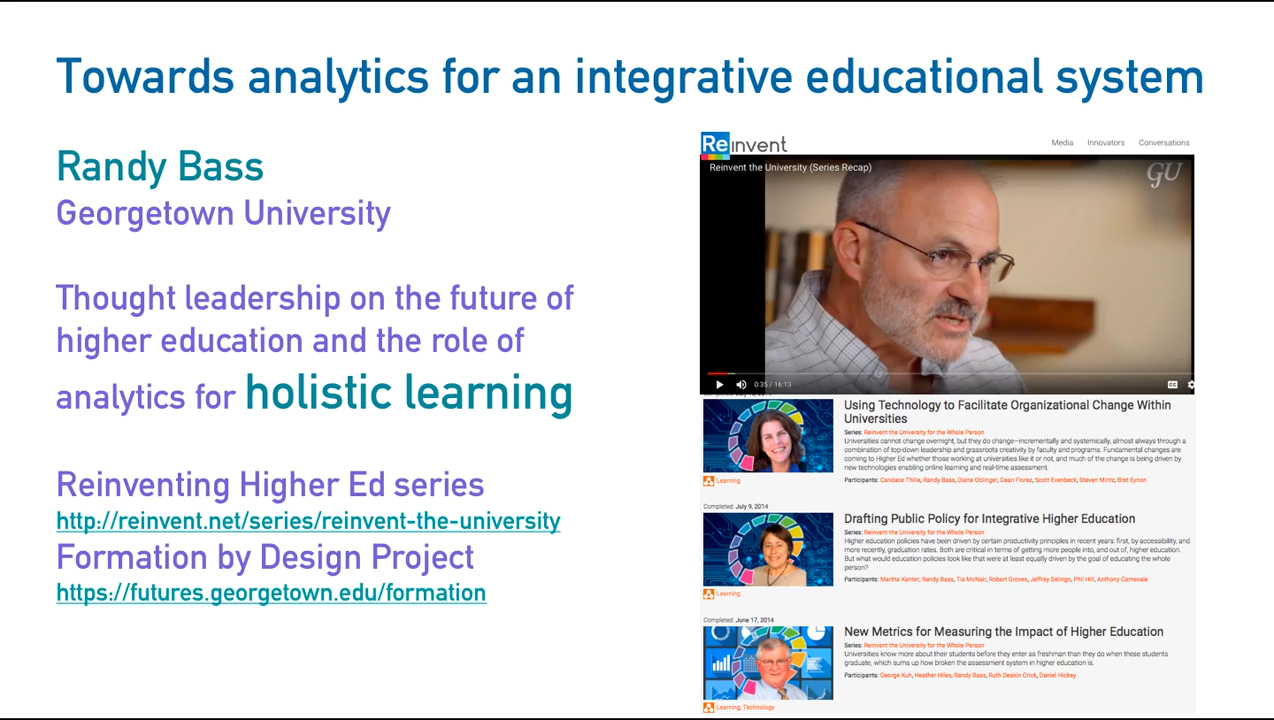 Towards analytics for an integrative educational system
Randy Bass
Georgetown University
Thought leadership on the future of
higher education and the role of
analytics for holistic learning
Reinventing Higher Ed series
http://reinvent.net/series/reinvent-the-university
Formation by Design Project
https://futures.georgetown.edu/formation
Reinvent
Media Innovators Conversations
Reinvent the University (Series Recap)
GU
0:35 / 16:13
CC
Using Technology to Facilitate Organizational Change Within
Universities
Series: Reinvent the University for the Whole Person
Universities cannot change overnight, but they do change—incrementally and systemically, almost always through a
combination of top-down leadership and grassroots creativity by faculty and programs. Fundamental changes are
coming to Higher Ed whether those working at universities like it or not, and much of the change is being driven by
new technologies enabling online learning and real-time assessment.
Participants: Candace Thille, Randy Bass, Diana Oblinger, Dean Florez, Scott Evenbeck, Steven Mintz, Bret Eynon
Learning
Completed: July 9, 2014
Drafting Public Policy for Integrative Higher Education
Series: Reinvent the University for the Whole Person
Higher education policies have been driven by certain productivity principles in recent years: first, by accessibility, and
more recently, graduation rates. Both are critical in terms of getting more people into, and out of, higher education.
But what would education policies look like that were at least equally driven by the goal of educating the whole
person?
Participants: Martha Kanter, Randy Bass, Tia McNair, Robert Groves, Jeffrey Selingo, Phil Hill, Anthony Carnevale
Learning
Completed: June 17, 2014
New Metrics for Measuring the Impact of Higher Education
Series: Reinvent the University for the Whole Person
Universities know more about their students before they enter as freshman than they do when these students
graduate, which sums up how broken the assessment system in higher education is.
Participants: George Kuh, Heather Hiles, Randy Bass, Ruth Deakin Crick, Daniel Hickey
Learning, Technology